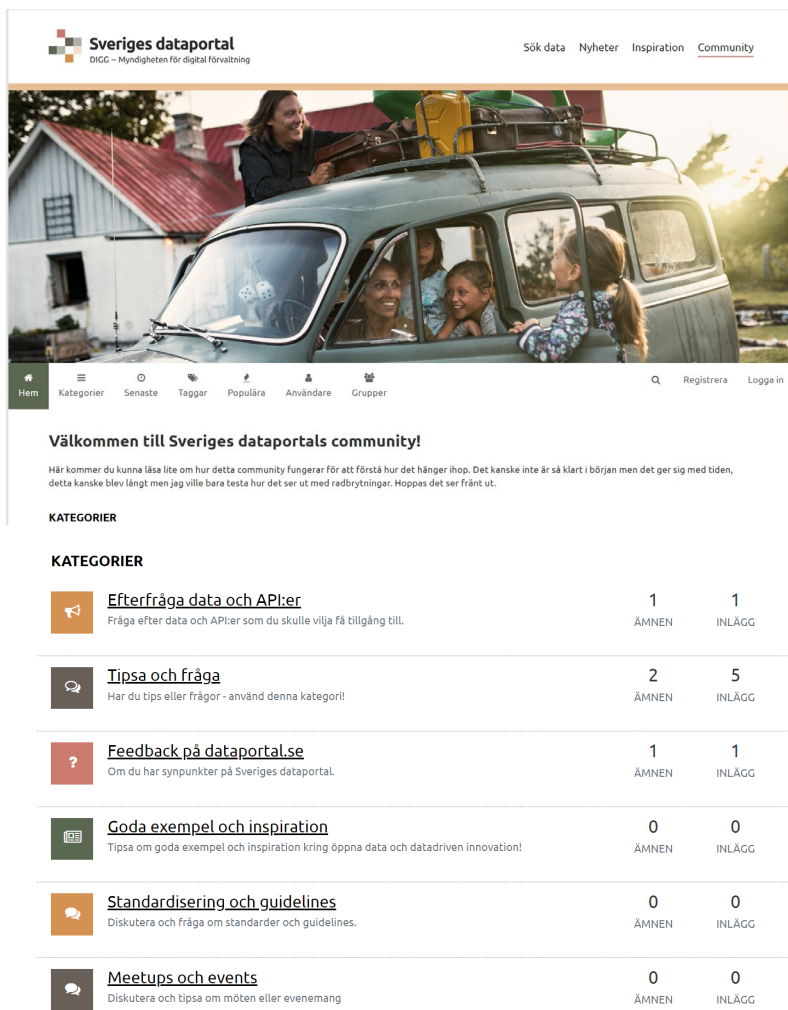 Sveriges dataportal
DIGG – Myndigheten för digital förvaltning
Sök data Nyheter Inspiration Community
Hem Kategorier Senaste Taggar Populära Användare Grupper Registrera Logga in
Välkommen till Sveriges dataportals community!
Här kommer du kunna läsa lite om hur detta community fungerar för att förstå hur det hänger ihop. Det kanske inte är så klart i början men det ger sig med tiden,
detta kanske blev långt men jag ville bara testa hur det ser ut med radbrytningar. Hoppas det ser fränt ut.
KATEGORIER
KATEGORIER
Efterfråga data och API:er 1 1
Fråga efter data och API:er som du skulle vilja få tillgång till. ÄMNEN INLÄGG
Tipsa och fråga 2 5
Har du tips eller frågor - använd denna kategori! ÄMNEN INLÄGG
Feedback på dataportal.se 1 1
Om du har synpunkter på Sveriges dataportal. ÄMNEN INLÄGG
Goda exempel och inspiration 0 0
Tipsa om goda exempel och inspiration kring öppna data och datadriven innovation! ÄMNEN INLÄGG
Standardisering och guidelines 0 0
Diskutera och fråga om standarder och guidelines. ÄMNEN INLÄGG
Meetups och events 0 0
Diskutera och tipsa om möten eller evenemang ÄMNEN INLÄGG